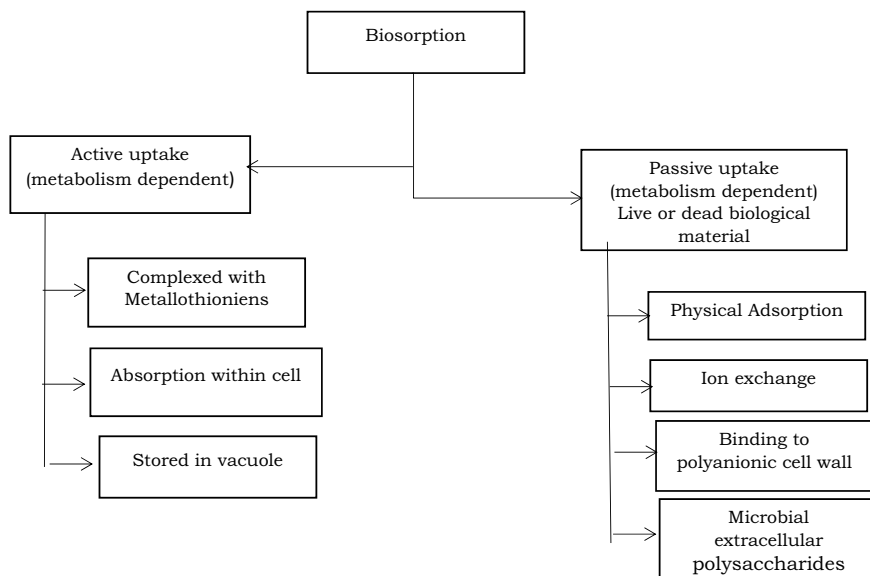 Biosorption
Active uptake
(metabolism dependent)
Passive uptake
(metabolism dependent)
Live or dead biological
material
Complexed with
Metallothioniens
Absorption within cell
Stored in vacuole
Physical Adsorption
Ion exchange
Binding to
polyanionic cell wall
Microbial
extracellular
polysaccharides